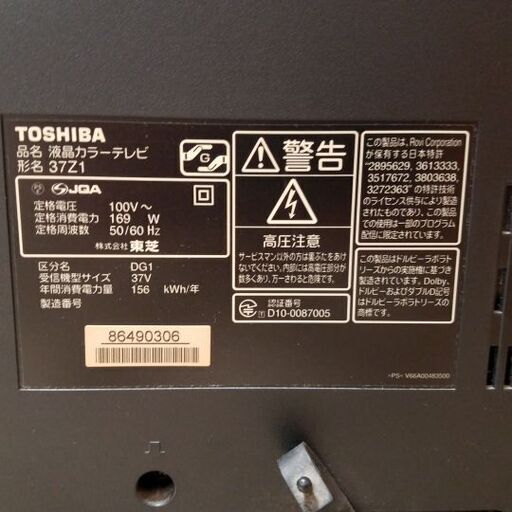 TOSHIBA
品名 液晶カラーテレビ
形名 37Z1
G
JQA
定格電圧 100V～
定格消費電力 169 W
定格周波数 50/60 Hz
株式会社 東芝
区分名 DG1
受信機型サイズ 37V
年間消費電力量 156 kWh/年
製造番号
86490306
警告
高圧注意
サービスマン以外の方は裏ぶたをあけ
ないでください。内部には高電圧部分が
数多くあり、万一さわると危険です。
認証番号
D10-0087005
この製品は、Rovi Corporation
が保有する日本特許
"2895629, 3613333,
3517672, 3803638,
3272363" の特許技術
のライセンス供与により製造
されたものです。この製品で
の使用は一部のプログラム
配信に限定されています。
この製品は、ドルビーラボラト
リーズからの実施権に基づき
製造されています。Dolby、
ドルビーおよびダブルD記号
はドルビーラボラトリーズの
商標です。
-PS- V66A00483500